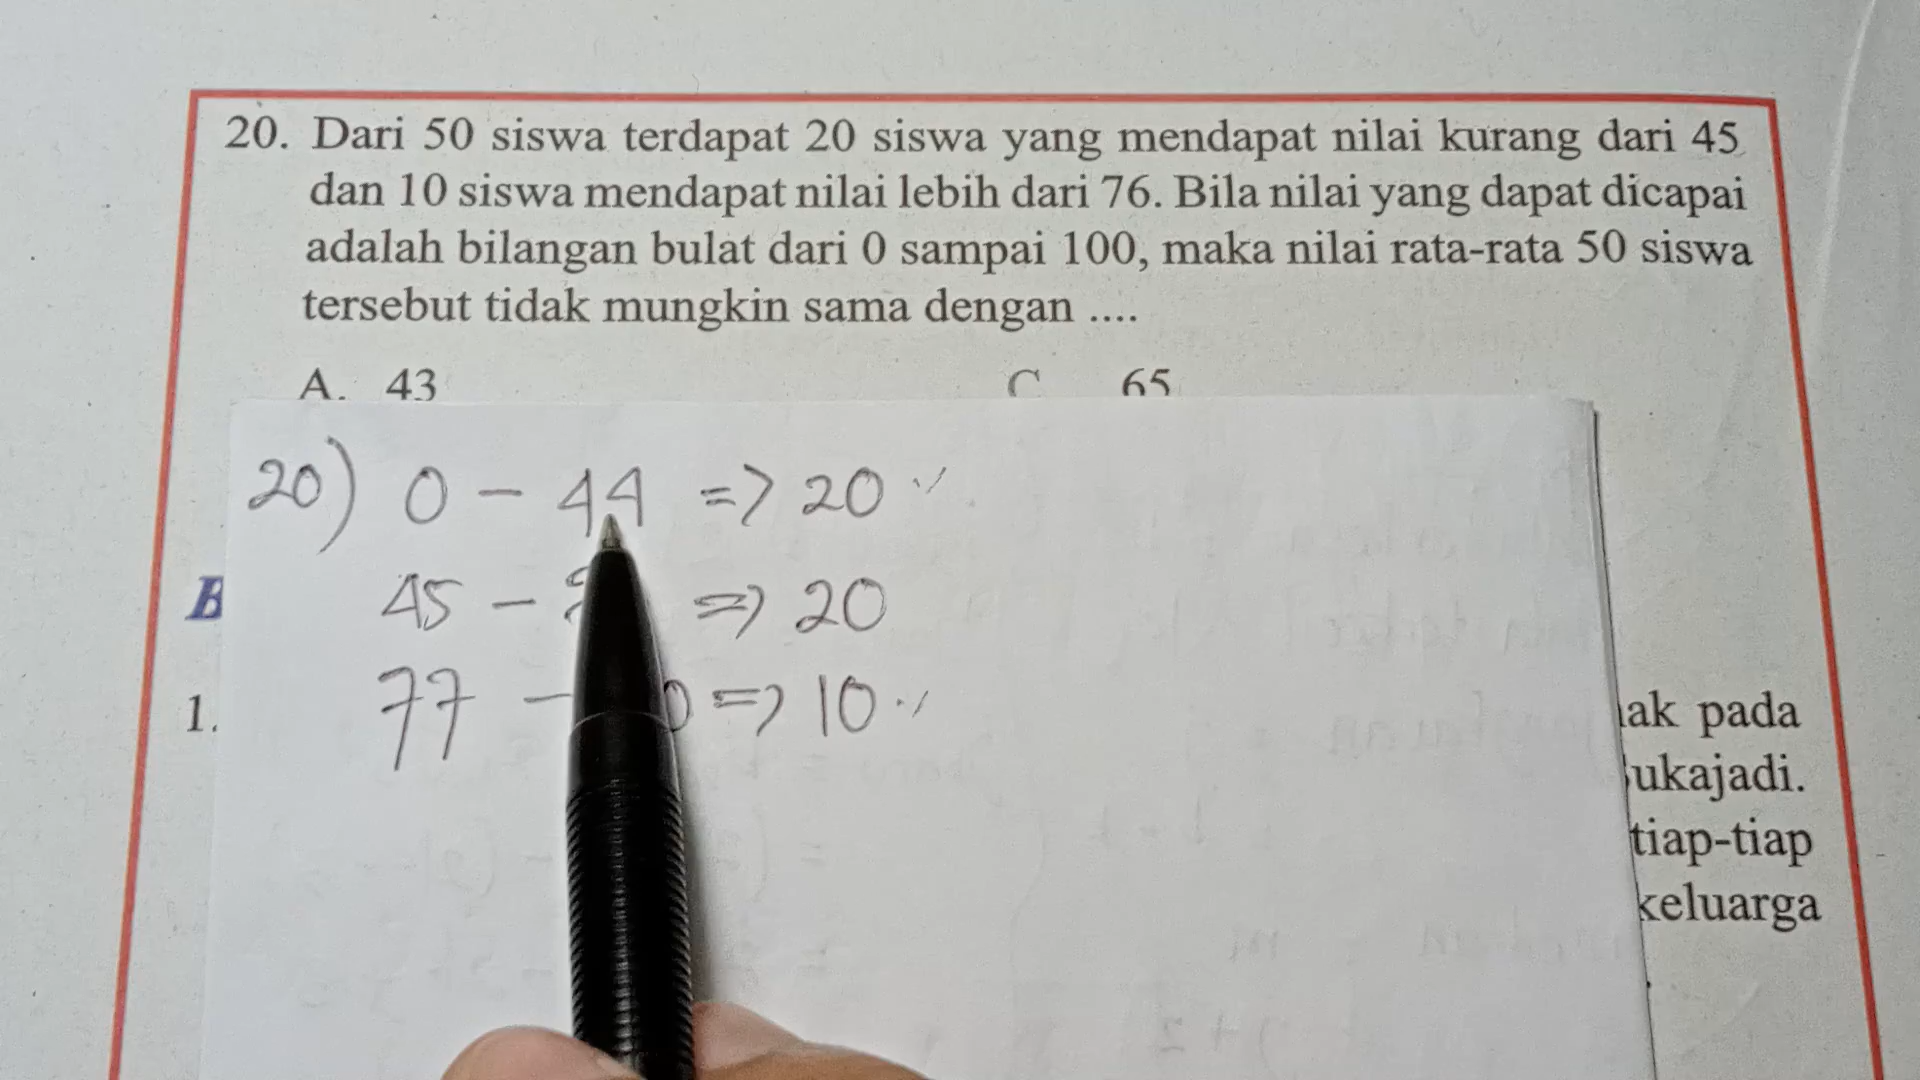 20. Dari 50 siswa terdapat 20 siswa yang mendapat nilai kurang dari 45
dan 10 siswa mendapat nilai lebih dari 76. Bila nilai yang dapat dicapai
adalah bilangan bulat dari 0 sampai 100, maka nilai rata-rata 50 siswa
tersebut tidak mungkin sama dengan ....
A. 43
C 65
20) 0 - 44 => 20
45 - => 20
77 - 0 => 10
B
1.
ak pada
ukajadi.
tiap-tiap
keluarga